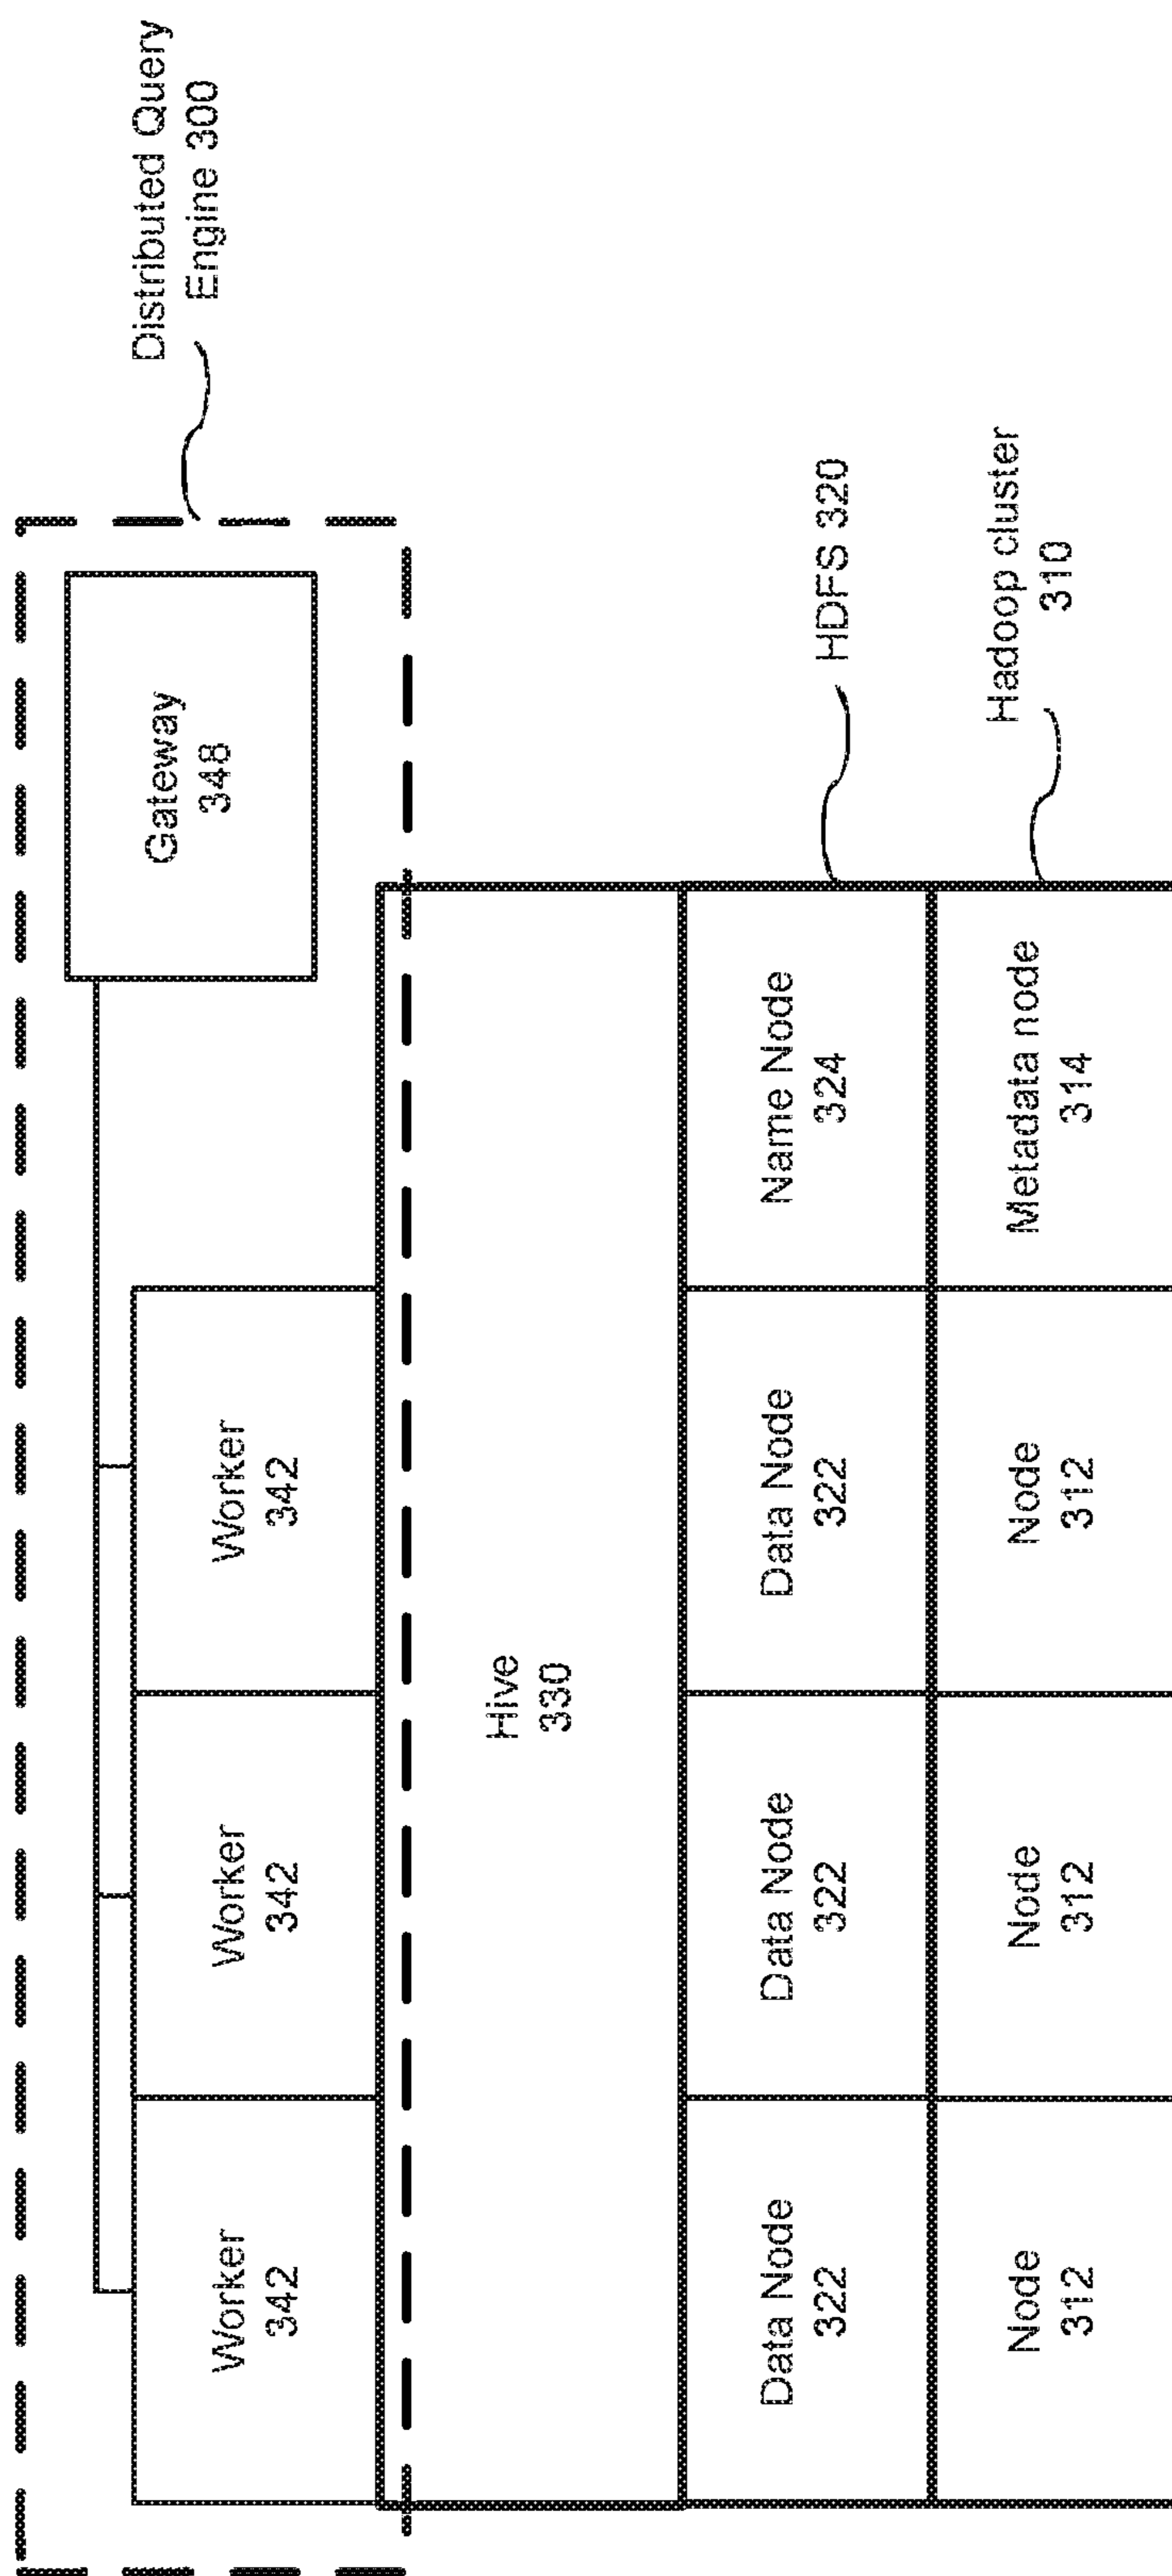 Distributed Query
Engine 300
Gateway
348
Worker
342
Worker
342
Worker
342
Hive
330
HDFS 320
Data Node
322
Data Node
322
Data Node
322
Name Node
324
Hadoop cluster
310
Node
312
Node
312
Node
312
Metadata node
314